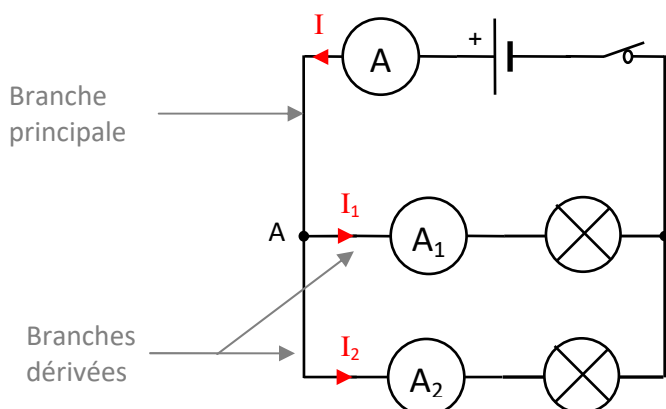 I
A
+
Branche
principale
I₁
A
A₁
Branches
dérivées
I₂
A₂